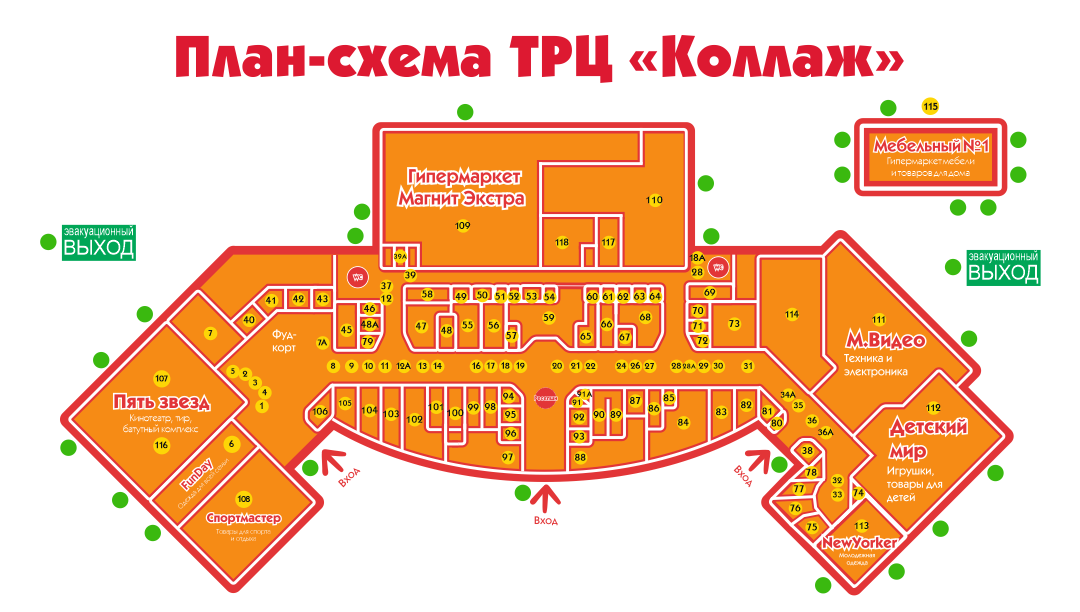 План-схема ТРЦ «Коллаж»
115
Мебельный №1
Гипермаркет мебели
и товаров для дома
Гипермаркет
Магнит Экстра
109
110
118
117
эвакуационный
ВЫХОД
эвакуационный
ВЫХОД
39А
39
WC
37
12
18А
28
WC
41
42
43
40
7
Фуд-
корт
7А
45
46
48А
79
58
49
50
51
52
53
54
47
48
55
56
57
59
60
61
62
63
64
65
66
67
68
69
70
71
72
73
114
111
М.Видео
Техника и
электроника
8
9
10
11
12А
13
14
16
17
18
19
20
21
22
24
26
27
28
28А
29
30
31
5
2
3
4
1
107
Пять звезд
Кинотеатр, тир,
батутный комплекс
116
6
FunDay
Одежда для всей семьи
108
СпортМастер
Товары для спорта
и отдыха
106
105
104
103
102
101
100
99
98
94
95
96
97
91А
91
92
93
90
89
88
87
86
85
84
83
82
81
80
34А
35
36
36А
38
78
77
76
75
32
33
74
112
Детский
мир
Игрушки,
товары для
детей
113
NewYorker
Молодежная
одежда
Вход
Вход
Вход